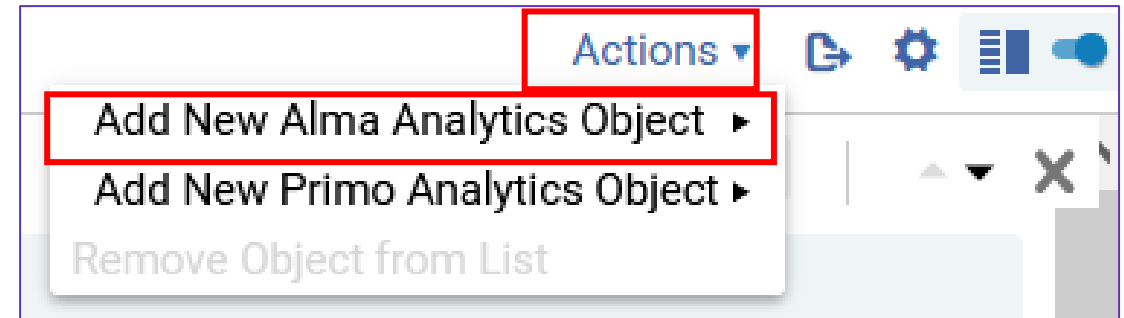 Actions
Add New Alma Analytics Object
Add New Primo Analytics Object
Remove Object from List